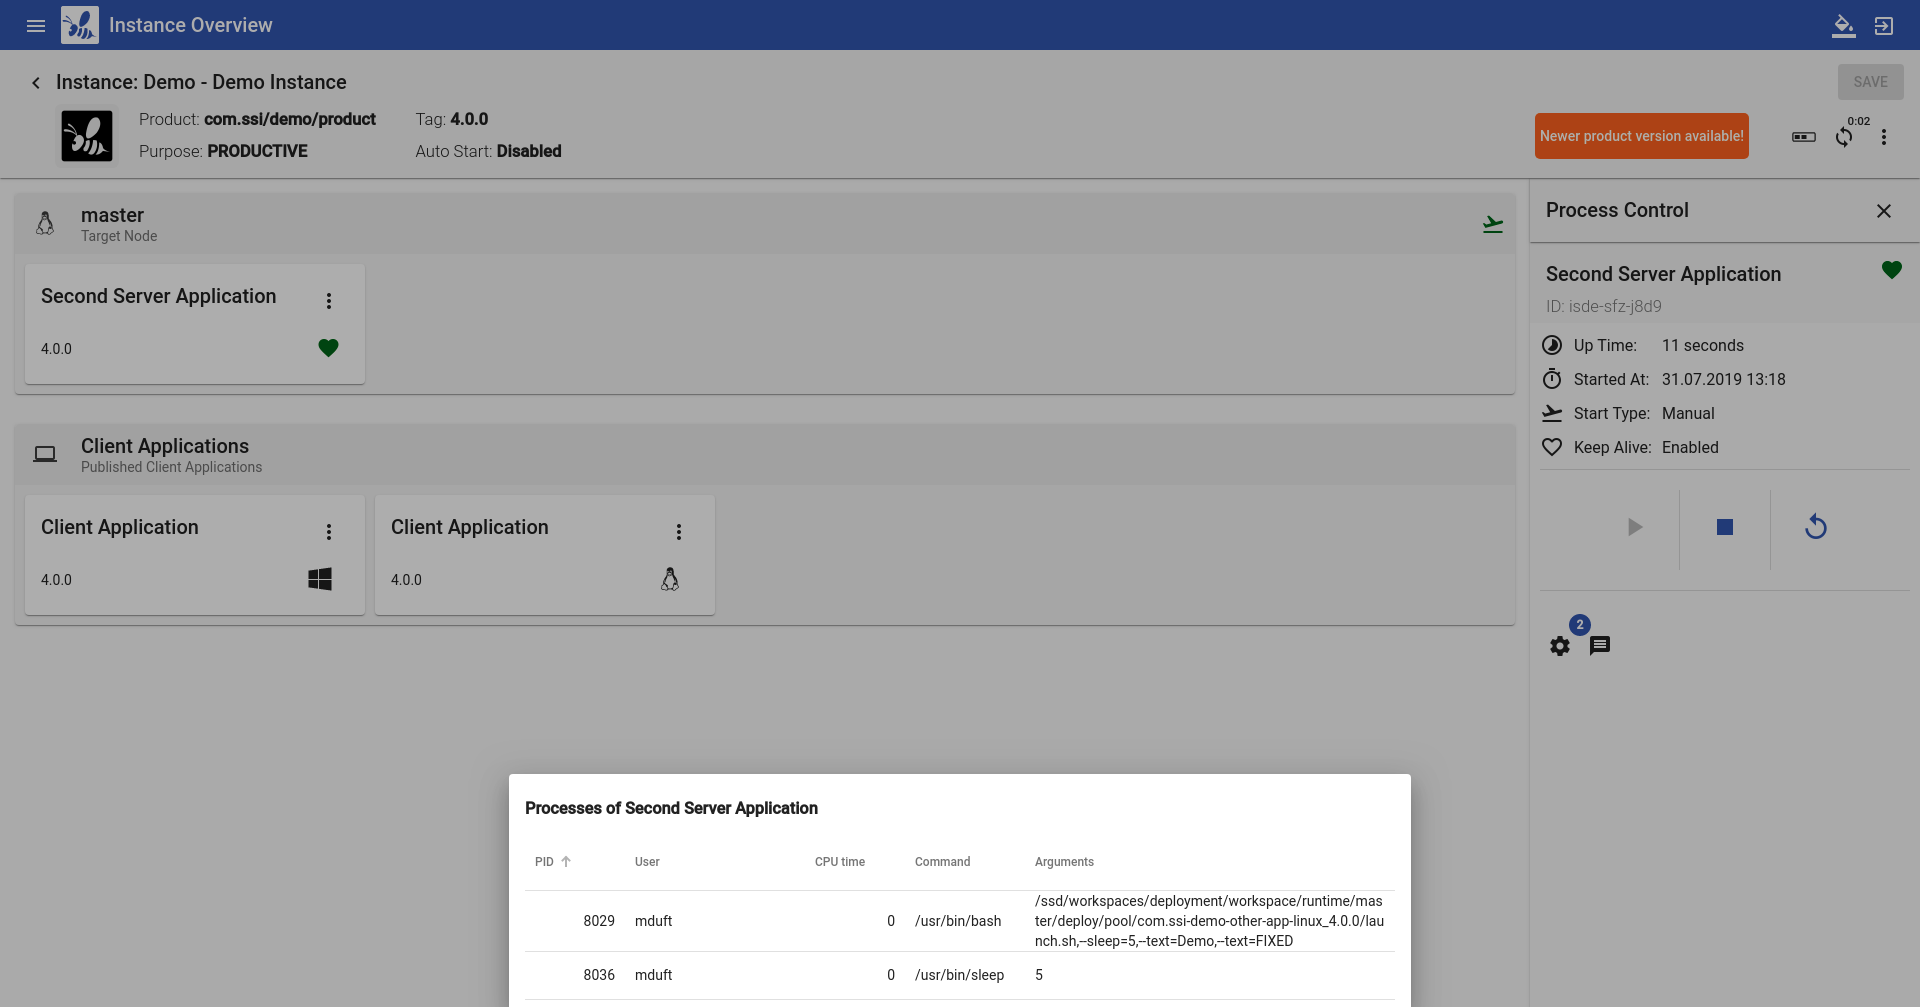 Instance Overview
Instance: Demo - Demo Instance
SAVE
Product: com.ssi/demo/product
Tag: 4.0.0
Purpose: PRODUCTIVE
Auto Start: Disabled
Newer product version available!
0:02
master
Target Node
Second Server Application
4.0.0
Client Applications
Published Client Applications
Client Application
4.0.0
Client Application
4.0.0
Process Control
Second Server Application
ID: isde-sfz-j8d9
Up Time: 11 seconds
Started At: 31.07.2019 13:18
Start Type: Manual
Keep Alive: Enabled
2
Processes of Second Server Application
PID User CPU time Command Arguments
8029 mduft 0 /usr/bin/bash /ssd/workspaces/deployment/workspace/runtime/mas
ter/deploy/pool/com.ssi-demo-other-app-linux_4.0.0/lau
nch.sh,--sleep=5,--text=Demo,--text=FIXED
8036 mduft 0 /usr/bin/sleep 5